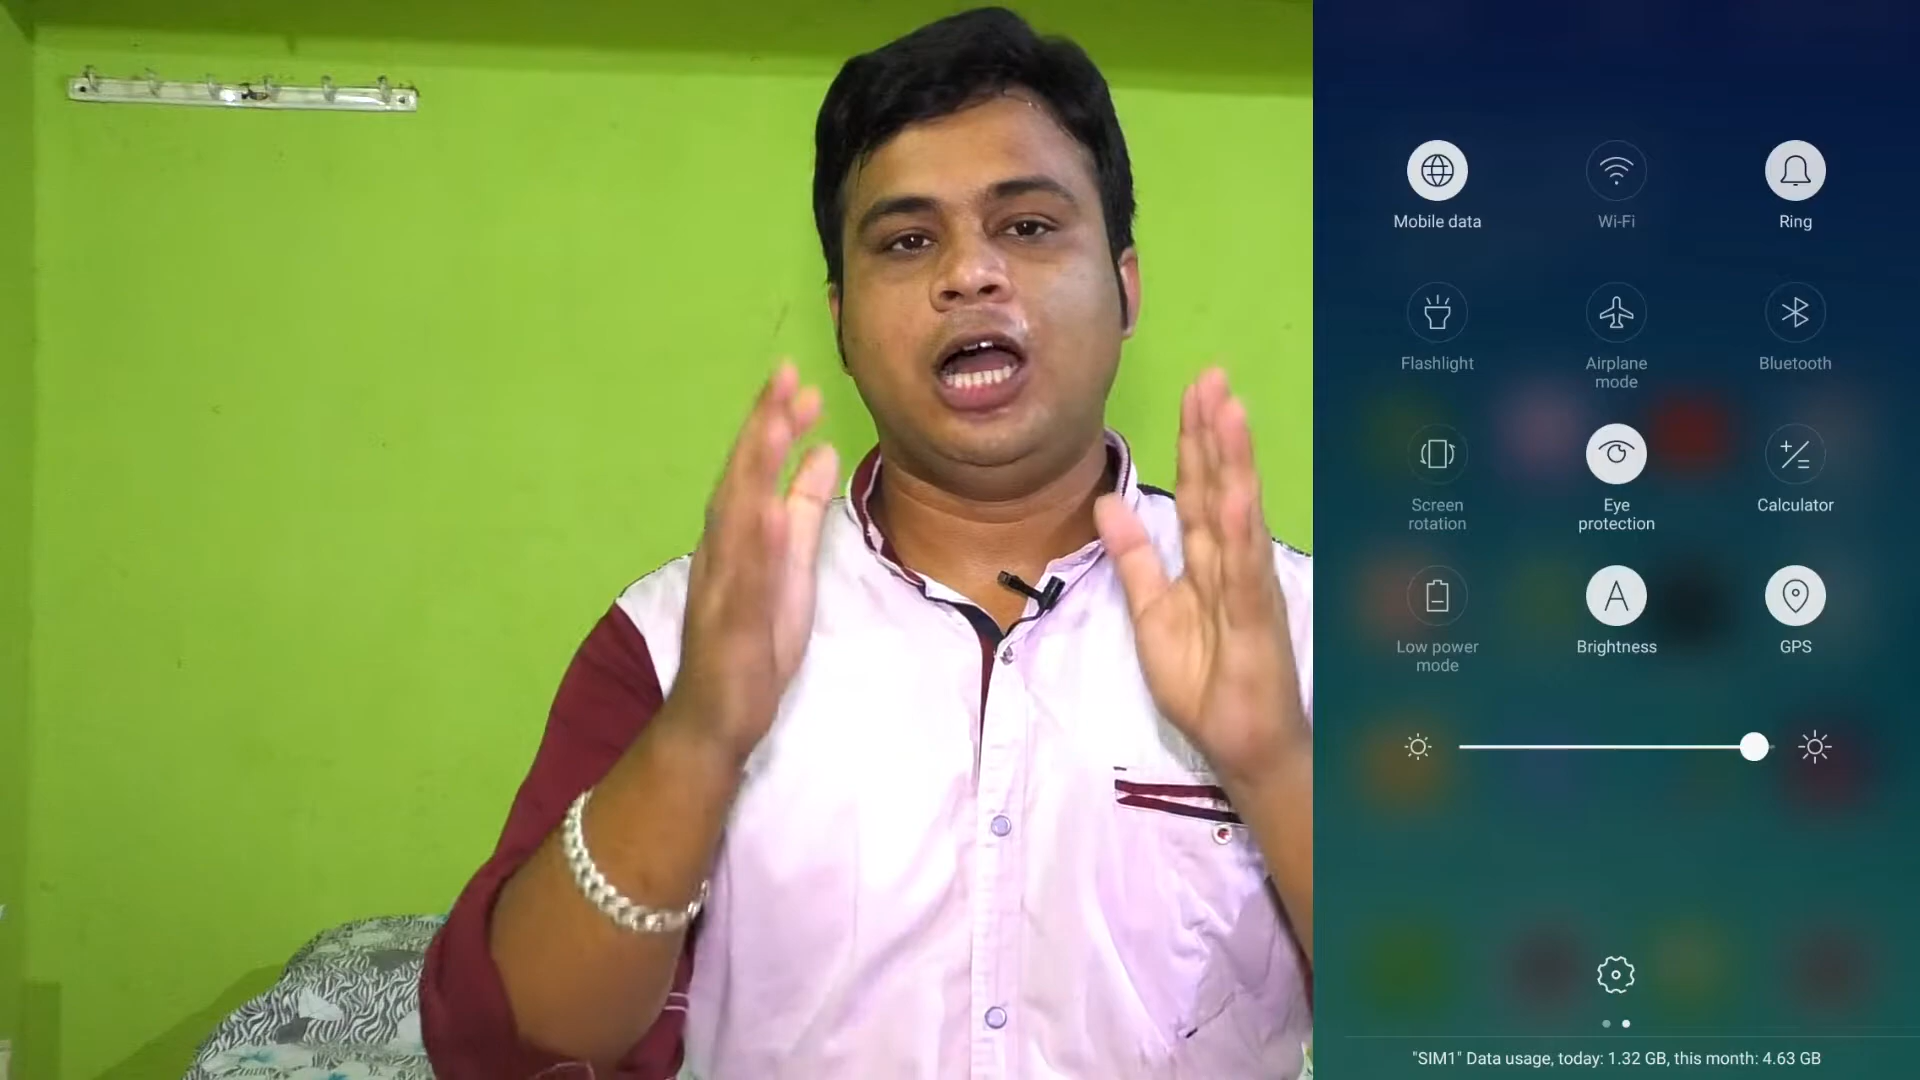 Mobile data
Wi-Fi
Ring
Flashlight
Airplane
mode
Bluetooth
Screen
rotation
Eye
protection
Calculator
Low power
mode
Brightness
GPS
"SIM1" Data usage, today: 1.32 GB, this month: 4.63 GB